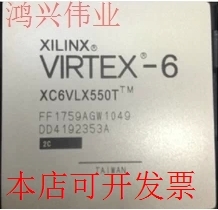 鸿兴伟业
XILINX®
VIRTEX®-6
XC6VLX550T™
FF1759AGW1049
DD4192353A
2C
TAIWAN
本店可开发票